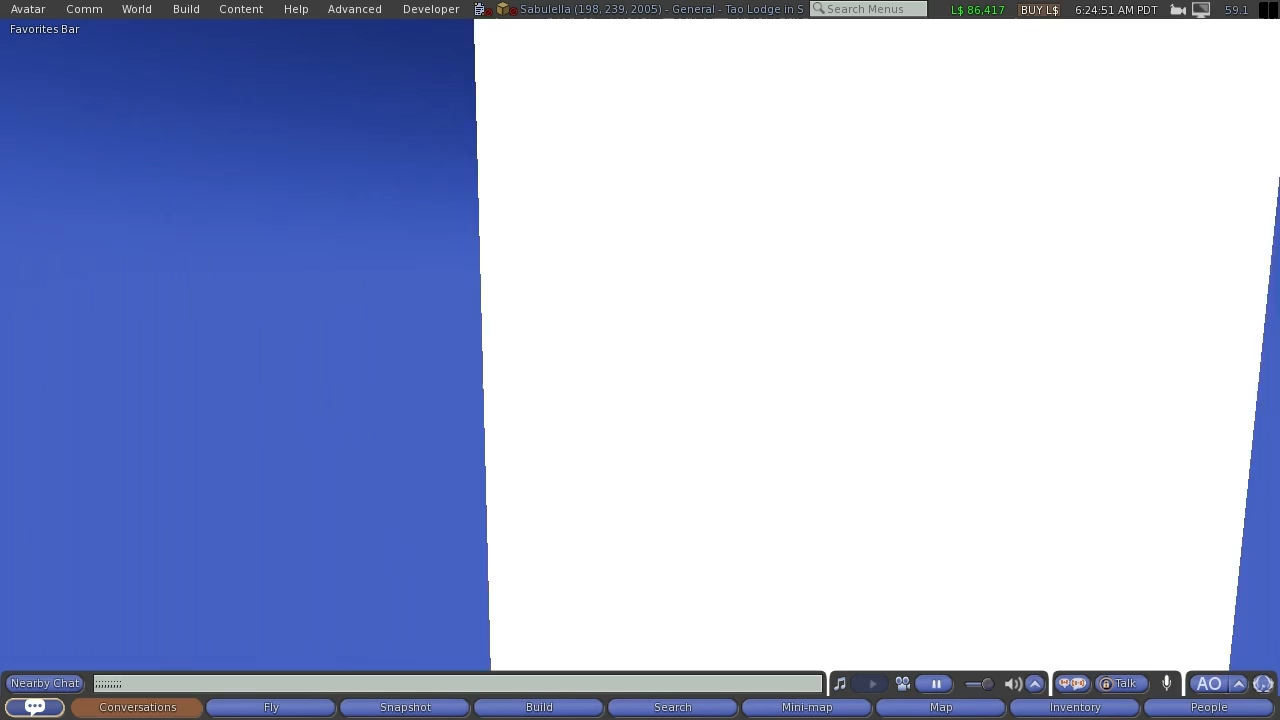 Avatar Comm World Build Content Help Advanced Developer Sabulella (198, 239, 2005) - General - Tao Lodge in S Search Menus L$ 86,417 BUY L$ 6:24:51 AM PDT 59.1
Favorites Bar
Nearby Chat Talk AO
Conversations Fly Snapshot Build Search Mini-map Map Inventory People